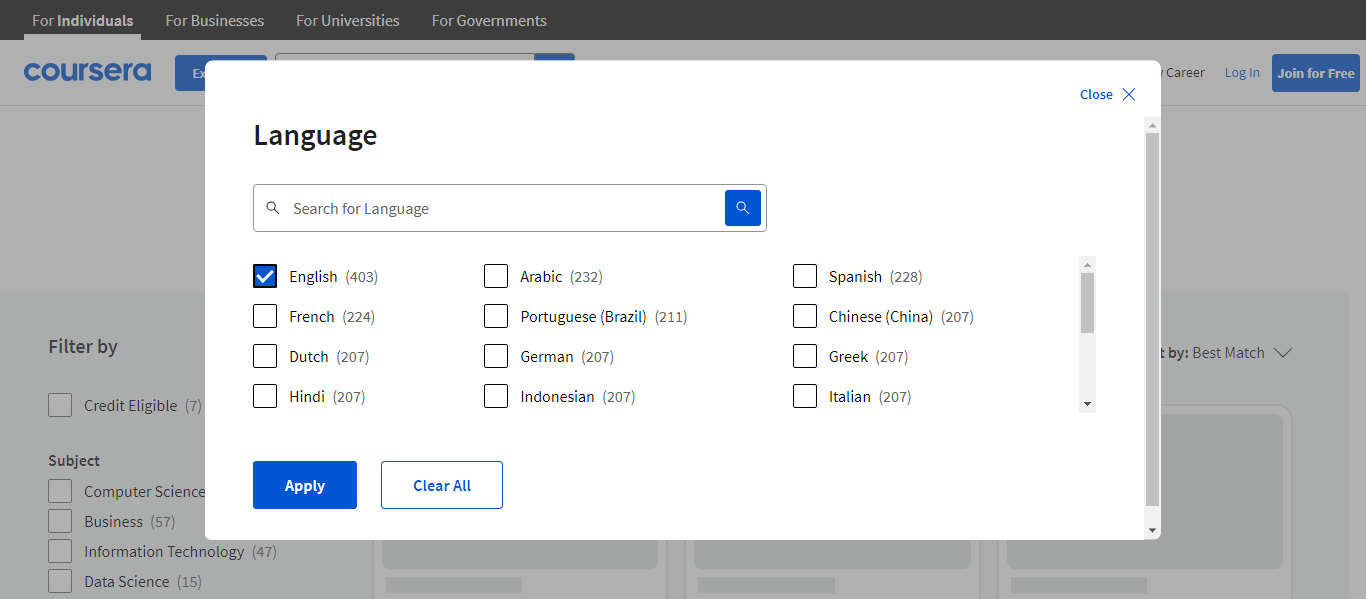 For Individuals For Businesses For Universities For Governments
coursera Ex Career Log In Join for Free
Close
Language
Search for Language
English (403) Arabic (232) Spanish (228)
French (224) Portuguese (Brazil) (211) Chinese (China) (207)
Dutch (207) German (207) Greek (207)
Hindi (207) Indonesian (207) Italian (207)
Apply Clear All
Filter by
t by: Best Match
Credit Eligible (7)
Subject
Computer Science
Business (57)
Information Technology (47)
Data Science (15)